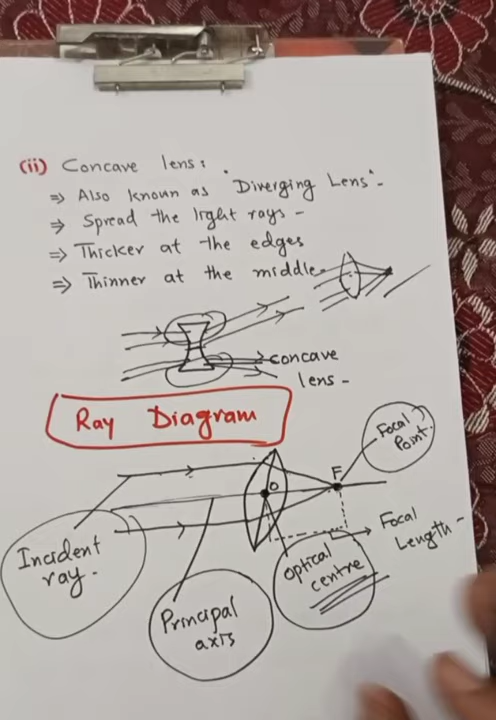 (ii) Concave lens:
⇒ Also known as "Diverging Lens".
⇒ Spread the light rays -
⇒ Thicker at the edges
⇒ Thinner at the middle.
concave
lens -
Ray Diagram
Focal
Point.
F
O
Incident
ray.
Focal
Length -
Optical
centre
Principal
axis